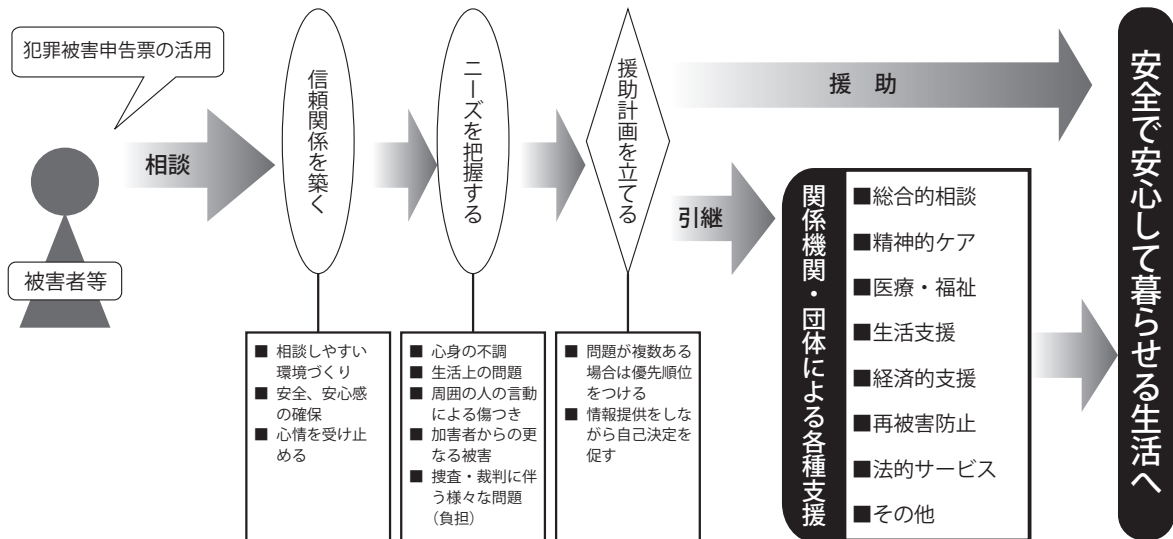 犯罪被害申告票の活用
被害者等
相談
信頼関係を築く
■ 相談しやすい
環境づくり
■ 安全、安心感
の確保
■ 心情を受け止
める
ニーズを把握する
■ 心身の不調
■ 生活上の問題
■ 周囲の人の言動
による傷つき
■ 加害者からの更
なる被害
■ 捜査・裁判に伴
う様々な問題
（負担）
援助計画を立てる
■ 問題が複数ある
場合は優先順位
をつける
■ 情報提供をしな
がら自己決定を
促す
援　助
引継
関係機関・団体による各種支援
■総合的相談
■精神的ケア
■医療・福祉
■生活支援
■経済的支援
■再被害防止
■法的サービス
■その他
安全で安心して暮らせる生活へ